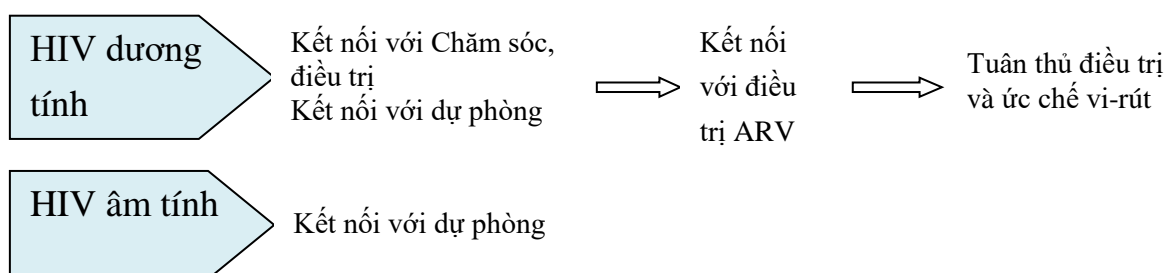 HIV dương
tính
Kết nối với Chăm sóc,
điều trị
Kết nối với dự phòng
Kết nối
với điều
trị ARV
Tuân thủ điều trị
và ức chế vi-rút
HIV âm tính
Kết nối với dự phòng